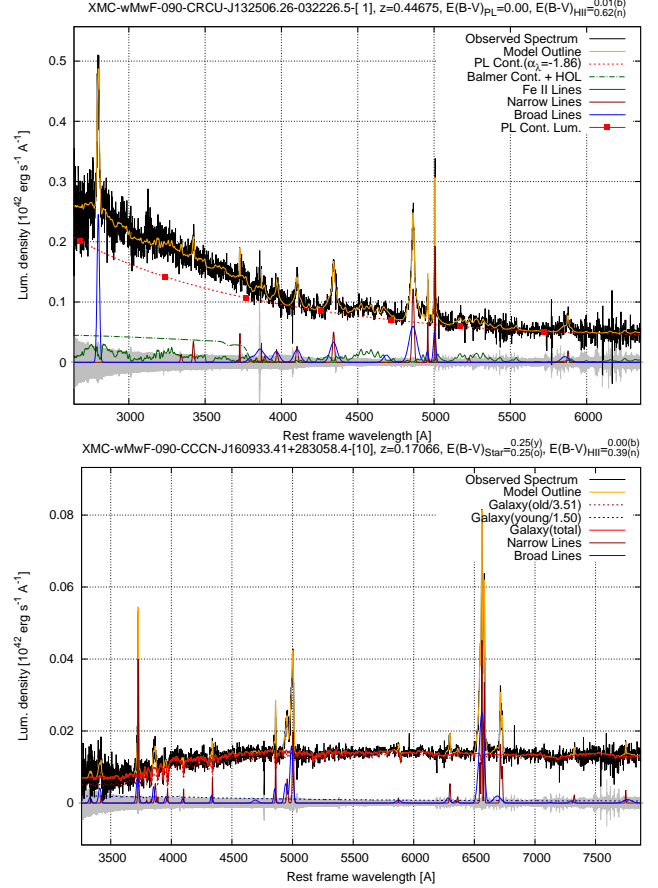 XMC-wMwF-090-CRCU-J132506.26-032226.5-[ 1], z=0.44675, E(B-V)PL=0.00, E(B-V)HII=0.01(b) 0.62(n)
Observed Spectrum
Model Outline
PL Cont.(αλ=-1.86)
Balmer Cont. + HOL
Fe II Lines
Narrow Lines
Broad Lines
PL Cont. Lum.
0.5
0.4
0.3
0.2
0.1
0
Lum. density [10^42 erg s^-1 A^-1]
3000 3500 4000 4500 5000 5500 6000
Rest frame wavelength [A]
XMC-wMwF-090-CCCN-J160933.41+283058.4-[10], z=0.17066, E(B-V)Star=0.25(y) 0.25(o), E(B-V)HII=0.00(b) 0.39(n)
Observed Spectrum
Model Outline
Galaxy(old/3.51)
Galaxy(young/1.50)
Galaxy(total)
Narrow Lines
Broad Lines
0.08
0.06
0.04
0.02
0
Lum. density [10^42 erg s^-1 A^-1]
3500 4000 4500 5000 5500 6000 6500 7000 7500
Rest frame wavelength [A]